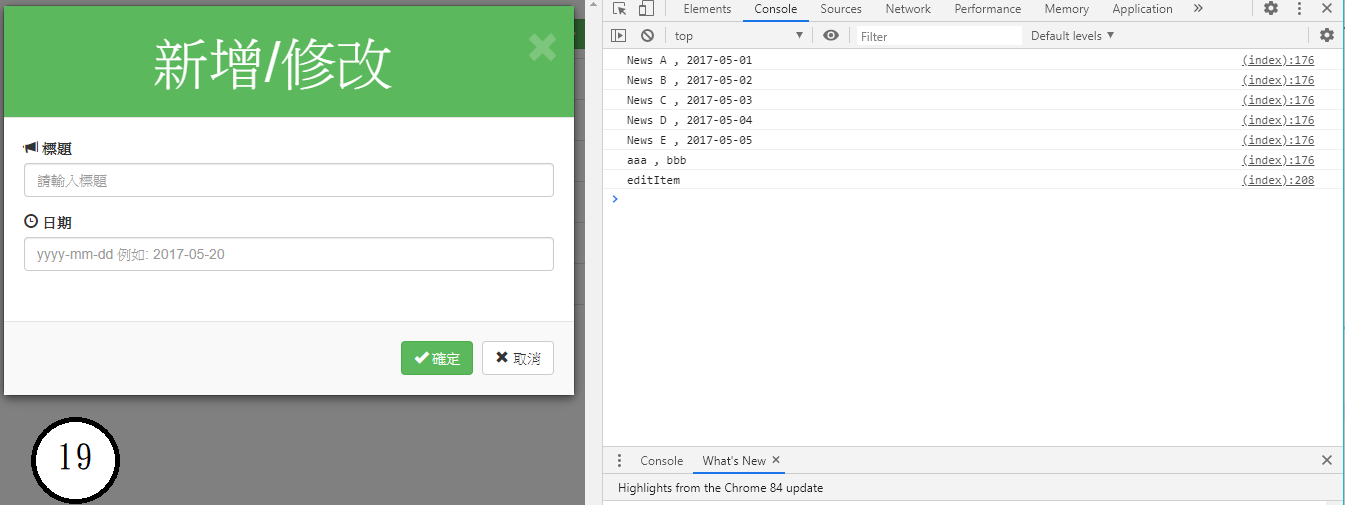 新增/修改
標題
請輸入標題
日期
yyyy-mm-dd 例如: 2017-05-20
確定
取消
19
Elements Console Sources Network Performance Memory Application
top Filter Default levels
News A , 2017-05-01 (index):176
News B , 2017-05-02 (index):176
News C , 2017-05-03 (index):176
News D , 2017-05-04 (index):176
News E , 2017-05-05 (index):176
aaa , bbb (index):176
editItem (index):208
Console What's New
Highlights from the Chrome 84 update